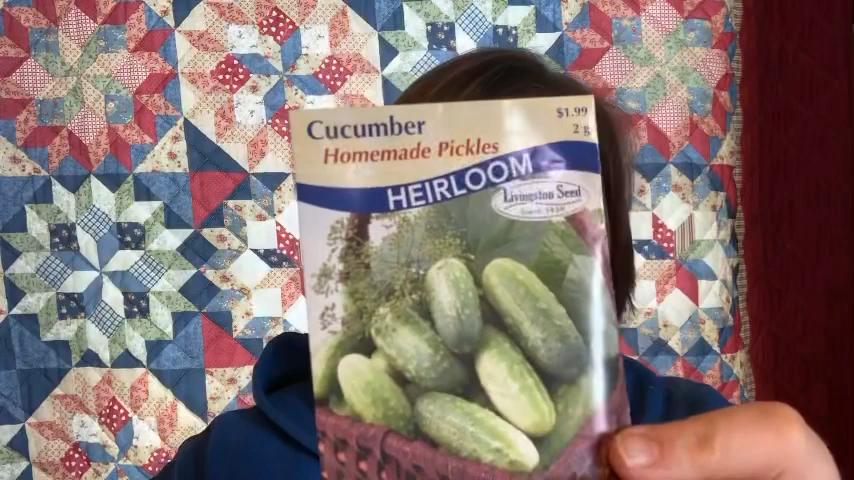 Cucumber
$1.99
2 g
Homemade Pickles
HEIRLOOM
Livingston Seed